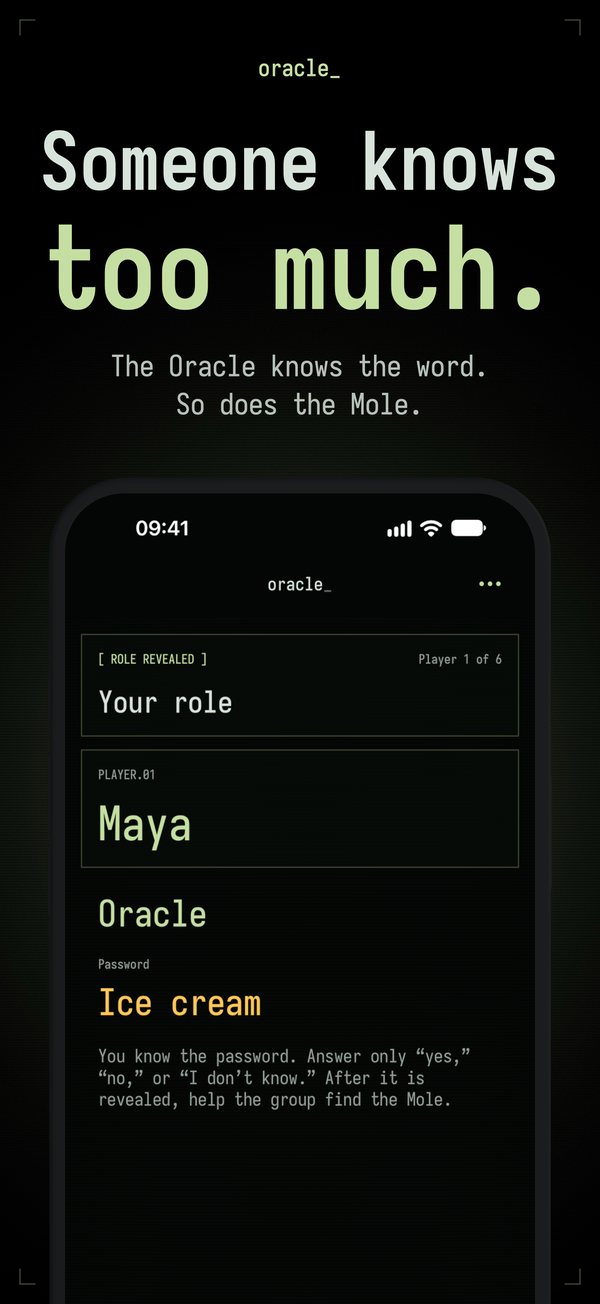 oracle_
Someone knows
too much.
The Oracle knows the word.
So does the Mole.
09:41
oracle_
[ ROLE REVEALED ]
Player 1 of 6
Your role
PLAYER.01
Maya
Oracle
Password
Ice cream
You know the password. Answer only “yes,”
“no,” or “I don’t know.” After it is
revealed, help the group find the Mole.